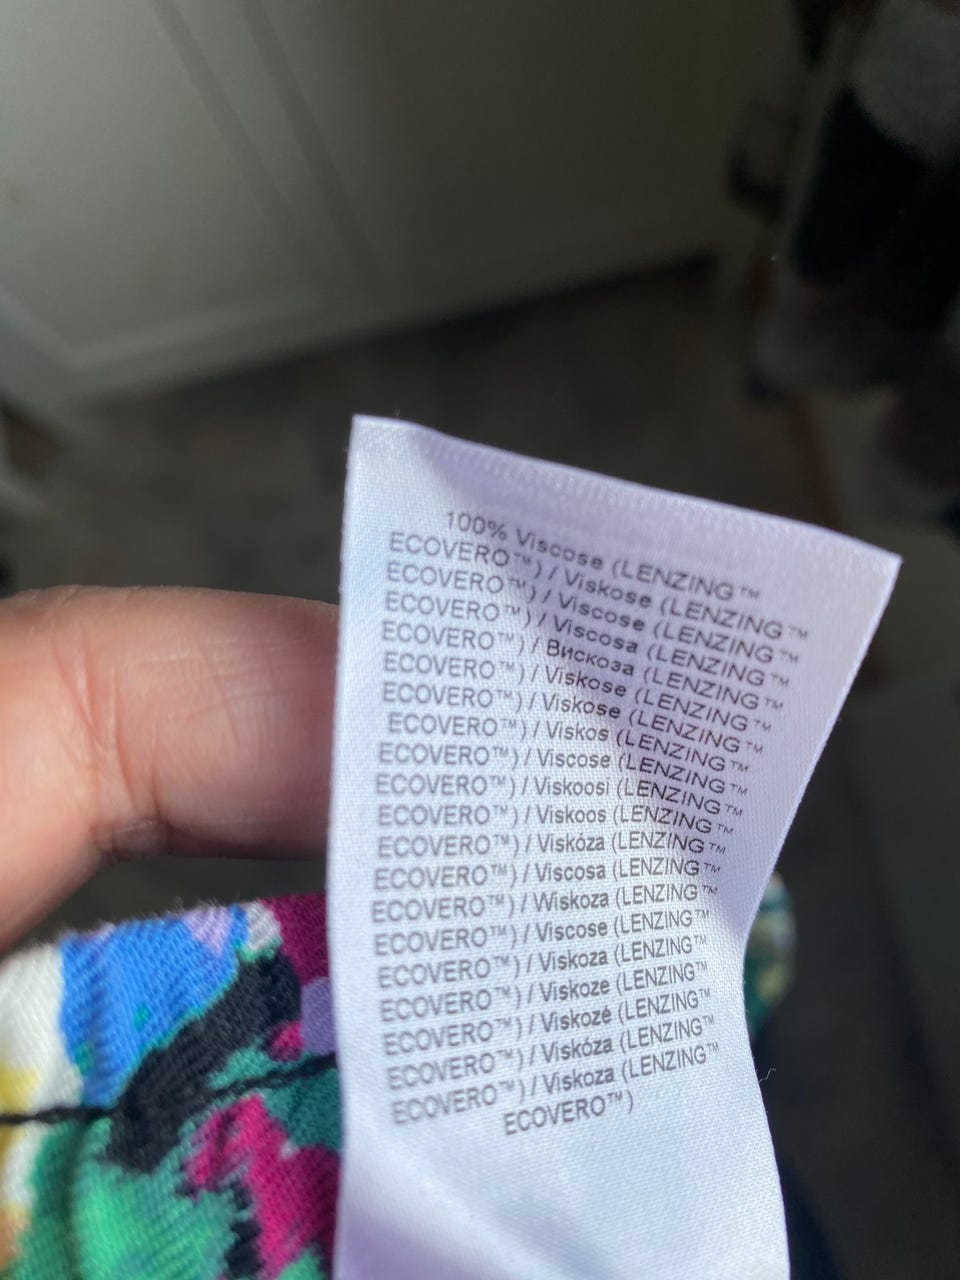 100% Viscose (LENZING™
ECOVERO™) / Viskose (LENZING™
ECOVERO™) / Viscose (LENZING™
ECOVERO™) / Viscosa (LENZING™
ECOVERO™) / Вискоза (LENZING™
ECOVERO™) / Viskose (LENZING™
ECOVERO™) / Viskose (LENZING™
ECOVERO™) / Viskos (LENZING™
ECOVERO™) / Viscose (LENZING™
ECOVERO™) / Viskoosi (LENZING™
ECOVERO™) / Viskoos (LENZING™
ECOVERO™) / Viskóza (LENZING™
ECOVERO™) / Viscosa (LENZING™
ECOVERO™) / Wiskoza (LENZING™
ECOVERO™) / Viscose (LENZING™
ECOVERO™) / Viskoza (LENZING™
ECOVERO™) / Viskoze (LENZING™
ECOVERO™) / Viskozė (LENZING™
ECOVERO™) / Viskóza (LENZING™
ECOVERO™) / Viskoza (LENZING™
ECOVERO™)